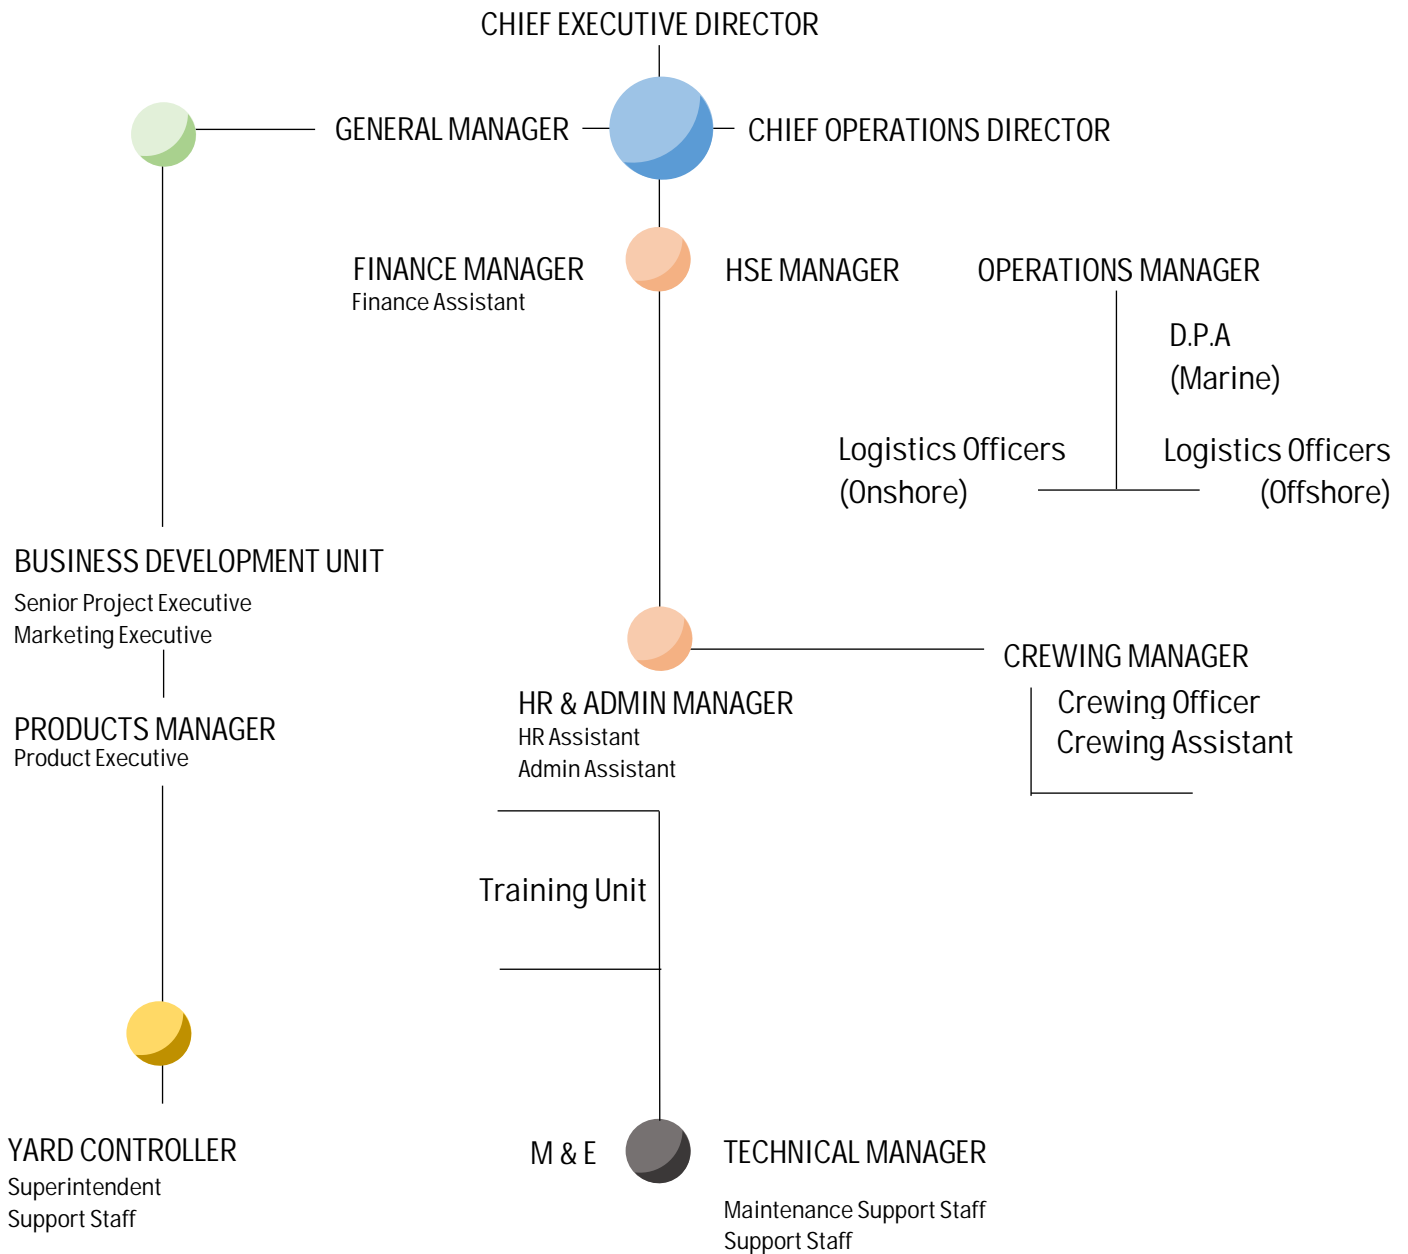 CHIEF EXECUTIVE DIRECTOR
GENERAL MANAGER
CHIEF OPERATIONS DIRECTOR
FINANCE MANAGER
Finance Assistant
HSE MANAGER
OPERATIONS MANAGER
D.P.A
(Marine)
Logistics Officers
(Onshore)
Logistics Officers
(Offshore)
BUSINESS DEVELOPMENT UNIT
Senior Project Executive
Marketing Executive
PRODUCTS MANAGER
Product Executive
HR & ADMIN MANAGER
HR Assistant
Admin Assistant
CREWING MANAGER
Crewing Officer
Crewing Assistant
Training Unit
YARD CONTROLLER
Superintendent
Support Staff
M & E
TECHNICAL MANAGER
Maintenance Support Staff
Support Staff